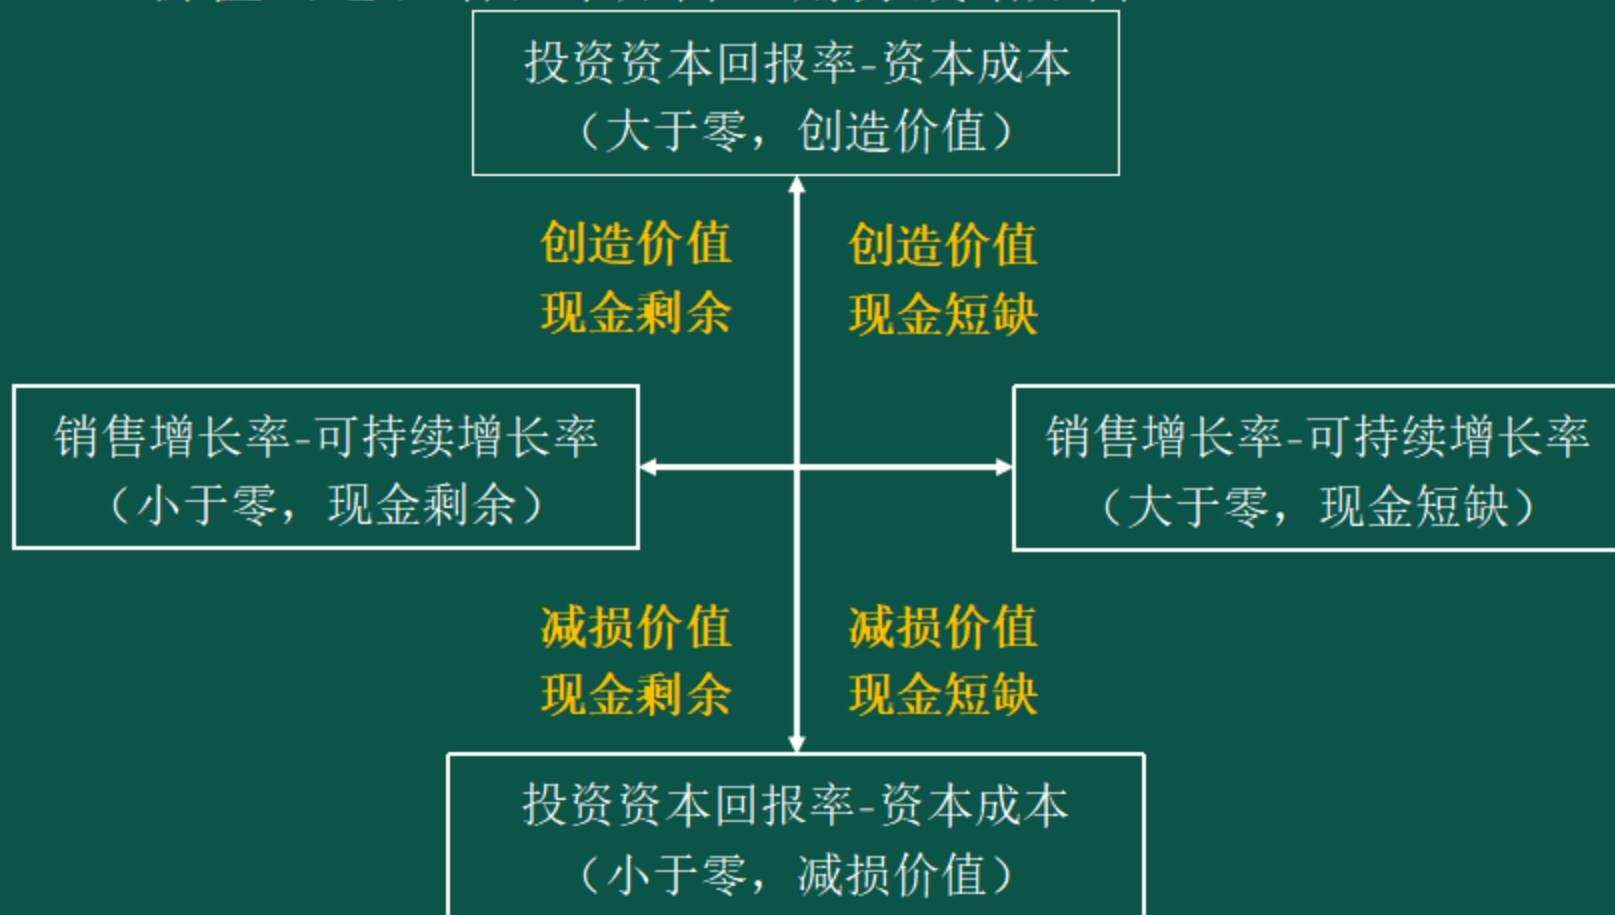 投资资本回报率-资本成本
（大于零，创造价值）
创造价值
现金剩余
创造价值
现金短缺
销售增长率-可持续增长率
（小于零，现金剩余）
销售增长率-可持续增长率
（大于零，现金短缺）
减损价值
现金剩余
减损价值
现金短缺
投资资本回报率-资本成本
（小于零，减损价值）